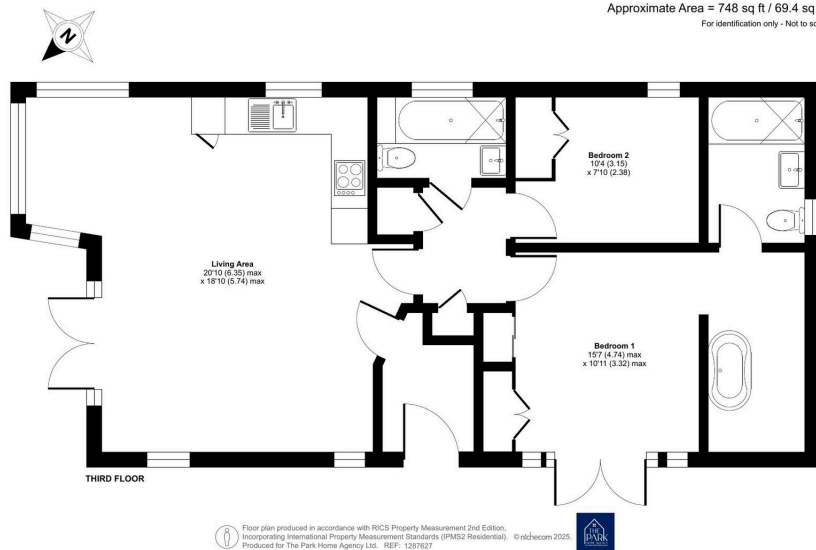 Approximate Area = 748 sq ft / 69.4 sq
For identification only - Not to
N
Bedroom 2
10'4 (3.15)
x 7'10 (2.38)
Living Area
20'10 (6.35) max
x 18'10 (5.74) max
Bedroom 1
15'7 (4.74) max
x 10'11 (3.32) max
THIRD FLOOR
Floor plan produced in accordance with RICS Property Measurement 2nd Edition,
Incorporating International Property Measurement Standards (IPMS2 Residential). © nichecom 2025.
Produced for The Park Home Agency Ltd. REF: 1287627
THE
PARK
HOME AGENCY